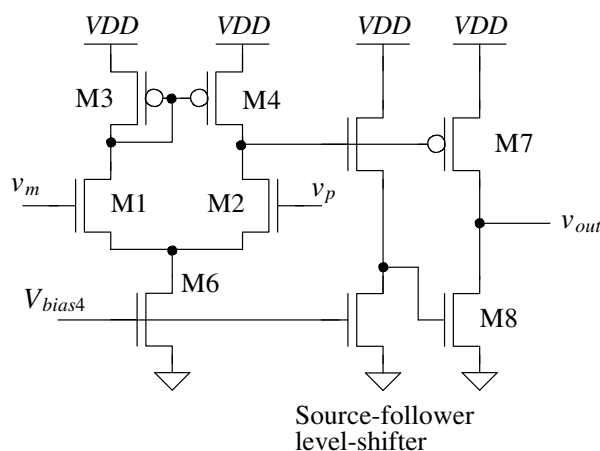 VDD
VDD
VDD
VDD
M3
M4
M7
v_m
M1
M2
v_p
v_out
M6
V_bias4
M8
Source-follower
level-shifter